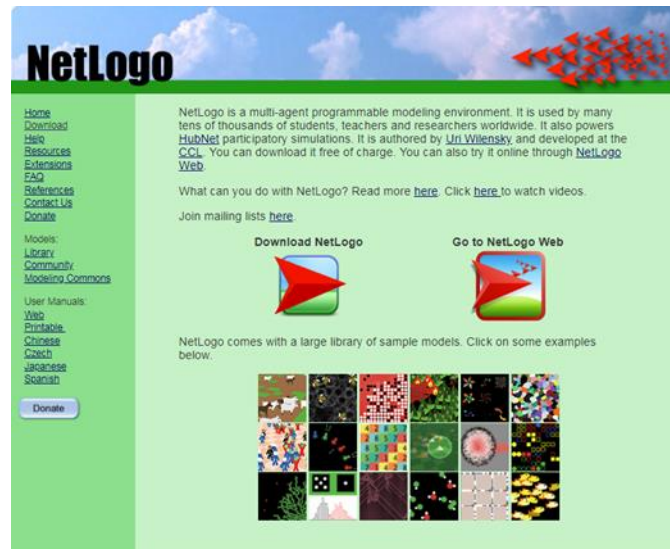 NetLogo
Home
Download
Help
Resources
Extensions
FAQ
References
Contact Us
Donate
Models:
Library
Community
Modeling Commons
User Manuals:
Web
Printable
Chinese
Czech
Japanese
Spanish
Donate
NetLogo is a multi-agent programmable modeling environment. It is used by many
tens of thousands of students, teachers and researchers worldwide. It also powers
HubNet participatory simulations. It is authored by Uri Wilensky and developed at the
CCL. You can download it free of charge. You can also try it online through NetLogo
Web.
What can you do with NetLogo? Read more here. Click here to watch videos.
Join mailing lists here.
Download NetLogo
Go to NetLogo Web
NetLogo comes with a large library of sample models. Click on some examples
below.